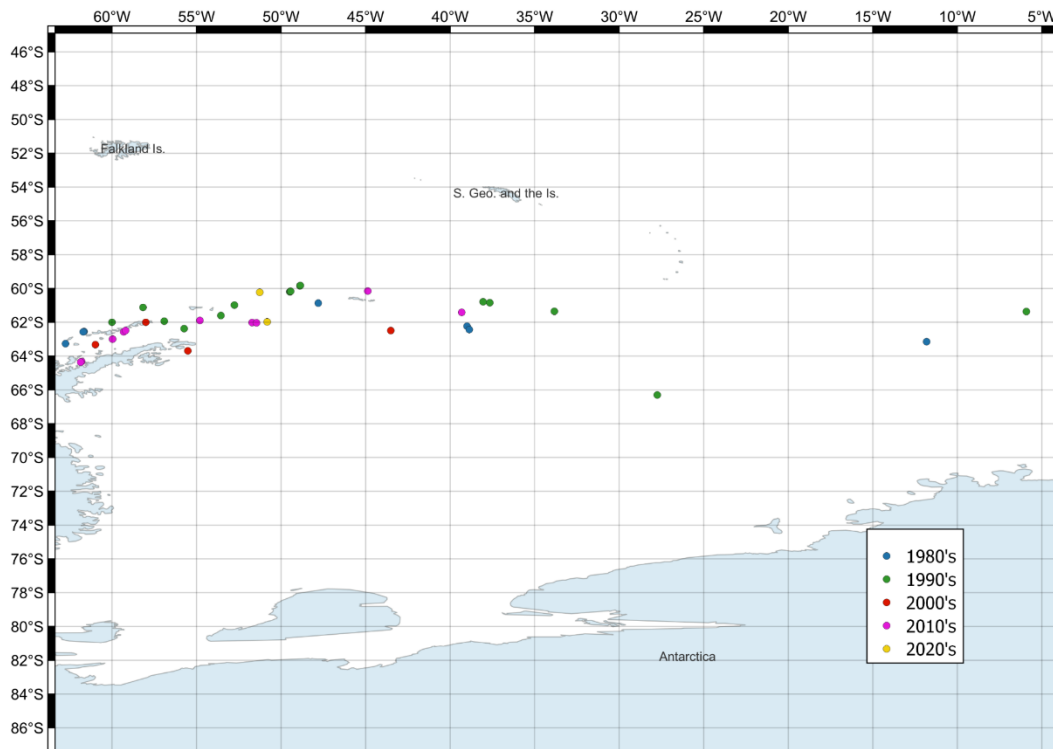 60°W 55°W 50°W 45°W 40°W 35°W 30°W 25°W 20°W 15°W 10°W 5°W
46°S
48°S
50°S
Falkland Is.
52°S
54°S
S. Geo. and the Is.
56°S
58°S
60°S
62°S
64°S
66°S
68°S
70°S
72°S
74°S
76°S
1980's
1990's
78°S
2000's
80°S
2010's
2020's
82°S
Antarctica
84°S
86°S